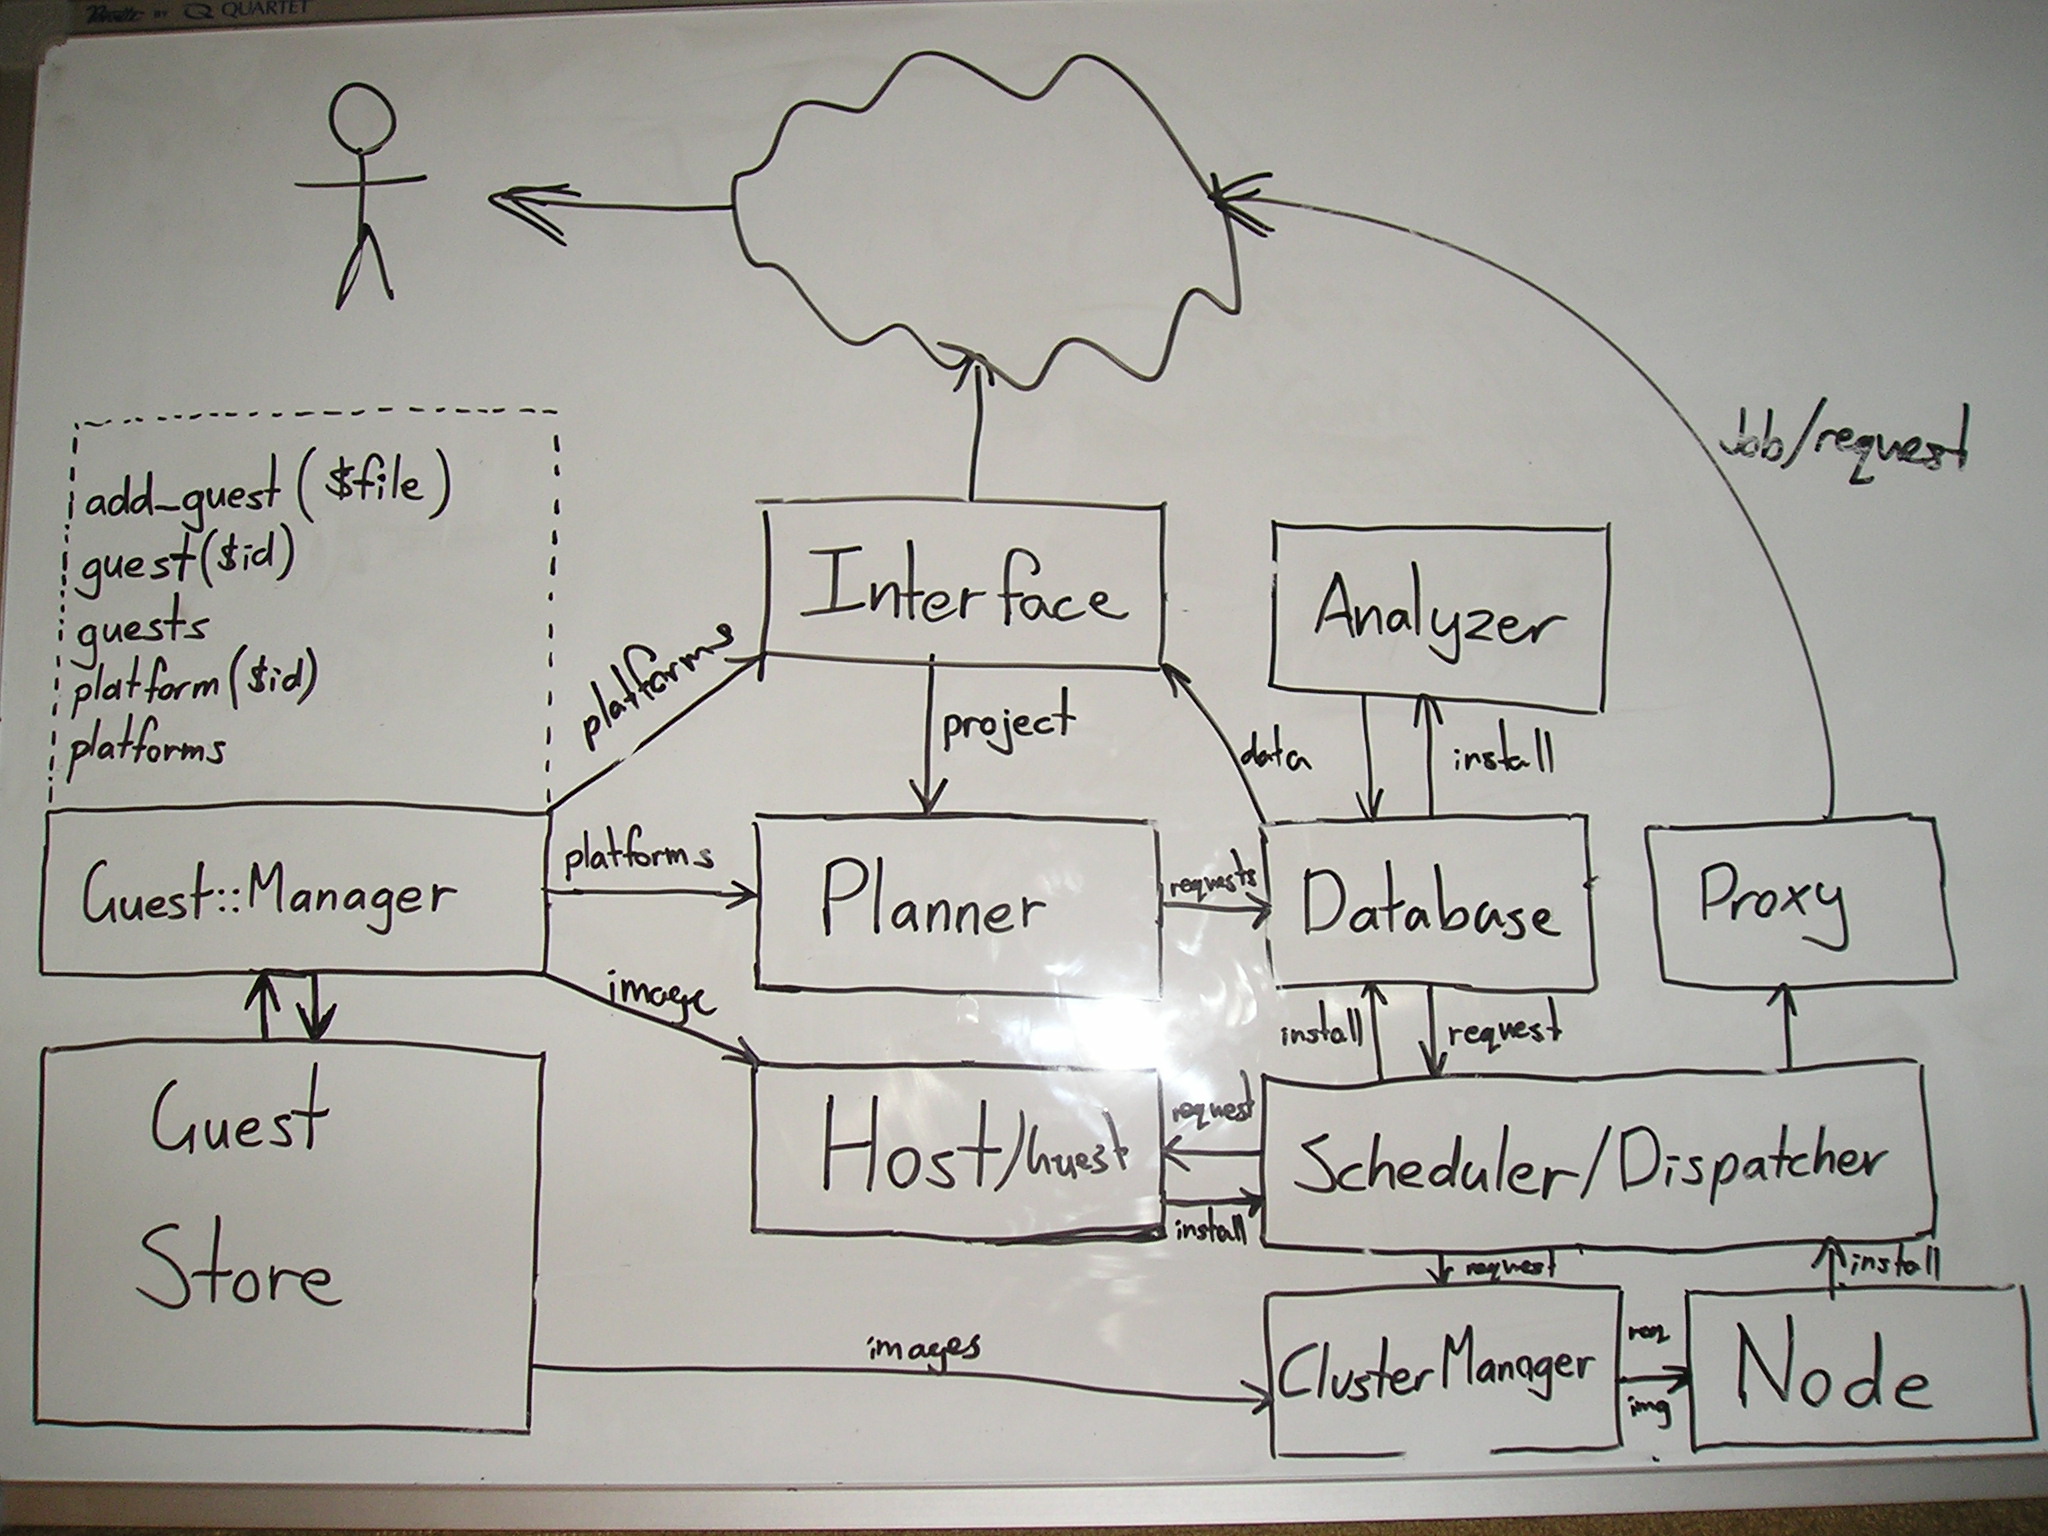 BY QUARTET
Job/request
add_guest($file)
guest($id)
guests
platform($id)
platforms
Interface
Analyzer
platforms
project
data
install
Guest::Manager
platforms
Planner
requests
Database
Proxy
image
install
request
Guest
Store
Host/Guest
request
install
Scheduler/Dispatcher
request
install
images
ClusterManager
req
img
Node